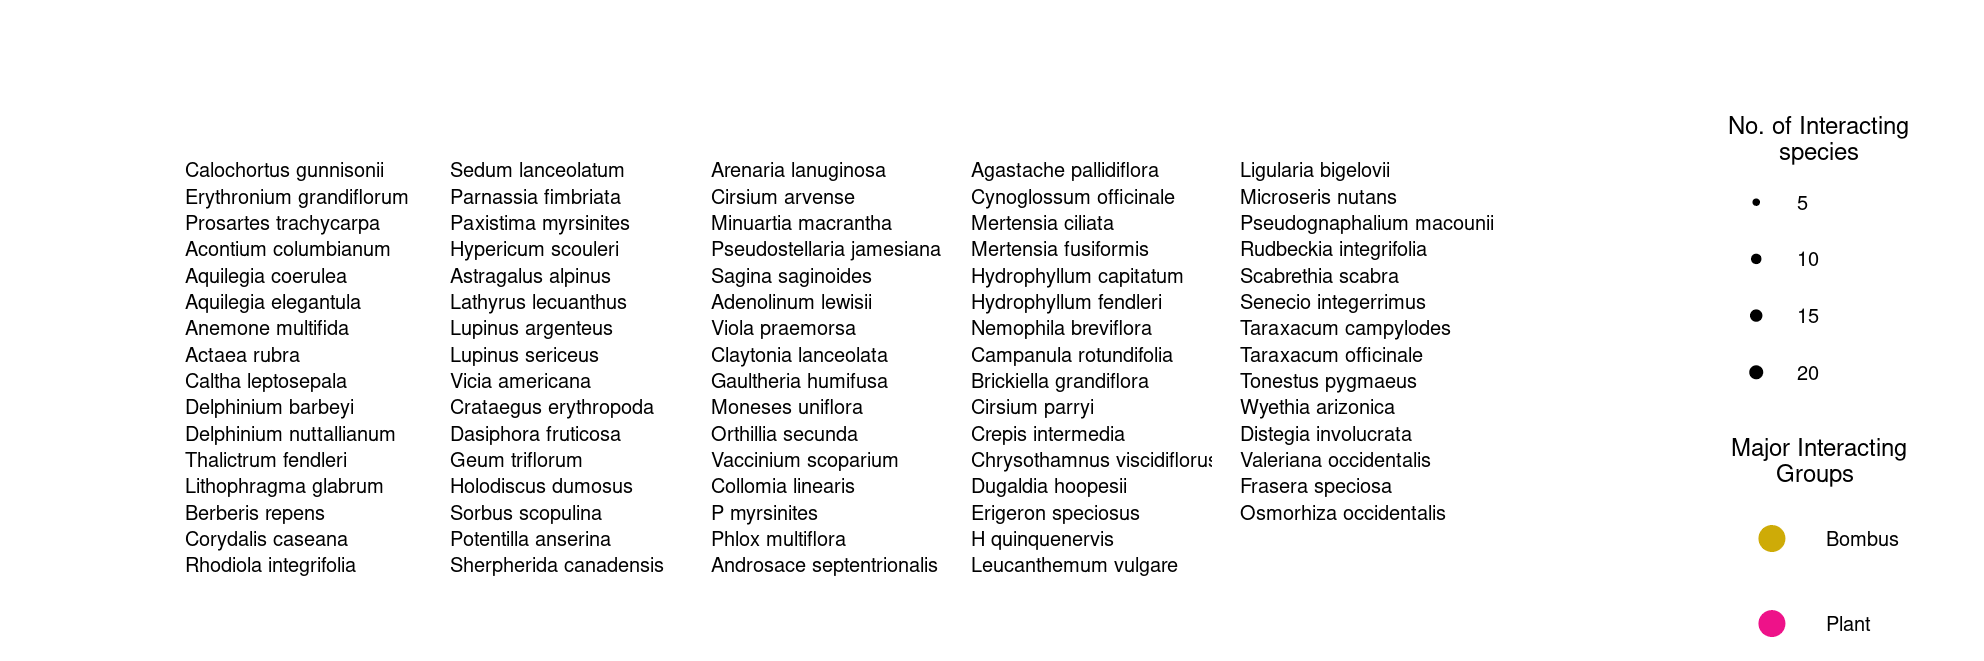 Calochortus gunnisonii
Erythronium grandiflorum
Prosartes trachycarpa
Acontium columbianum
Aquilegia coerulea
Aquilegia elegantula
Anemone multifida
Actaea rubra
Caltha leptosepala
Delphinium barbeyi
Delphinium nuttallianum
Thalictrum fendleri
Lithophragma glabrum
Berberis repens
Corydalis caseana
Rhodiola integrifolia
Sedum lanceolatum
Parnassia fimbriata
Paxistima myrsinites
Hypericum scouleri
Astragalus alpinus
Lathyrus lecuanthus
Lupinus argenteus
Lupinus sericeus
Vicia americana
Crataegus erythropoda
Dasiphora fruticosa
Geum triflorum
Holodiscus dumosus
Sorbus scopulina
Potentilla anserina
Sherpherida canadensis
Arenaria lanuginosa
Cirsium arvense
Minuartia macrantha
Pseudostellaria jamesiana
Sagina saginoides
Adenolinum lewisii
Viola praemorsa
Claytonia lanceolata
Gaultheria humifusa
Moneses uniflora
Orthillia secunda
Vaccinium scoparium
Collomia linearis
P myrsinites
Phlox multiflora
Androsace septentrionalis
Agastache pallidiflora
Cynoglossum officinale
Mertensia ciliata
Mertensia fusiformis
Hydrophyllum capitatum
Hydrophyllum fendleri
Nemophila breviflora
Campanula rotundifolia
Brickiella grandiflora
Cirsium parryi
Crepis intermedia
Chrysothamnus viscidiflorus
Dugaldia hoopesii
Erigeron speciosus
H quinquenervis
Leucanthemum vulgare
Ligularia bigelovii
Microseris nutans
Pseudognaphalium macounii
Rudbeckia integrifolia
Scabrethia scabra
Senecio integerrimus
Taraxacum campylodes
Taraxacum officinale
Tonestus pygmaeus
Wyethia arizonica
Distegia involucrata
Valeriana occidentalis
Frasera speciosa
Osmorhiza occidentalis
No. of Interacting
species
5
10
15
20
Major Interacting
Groups
Bombus
Plant